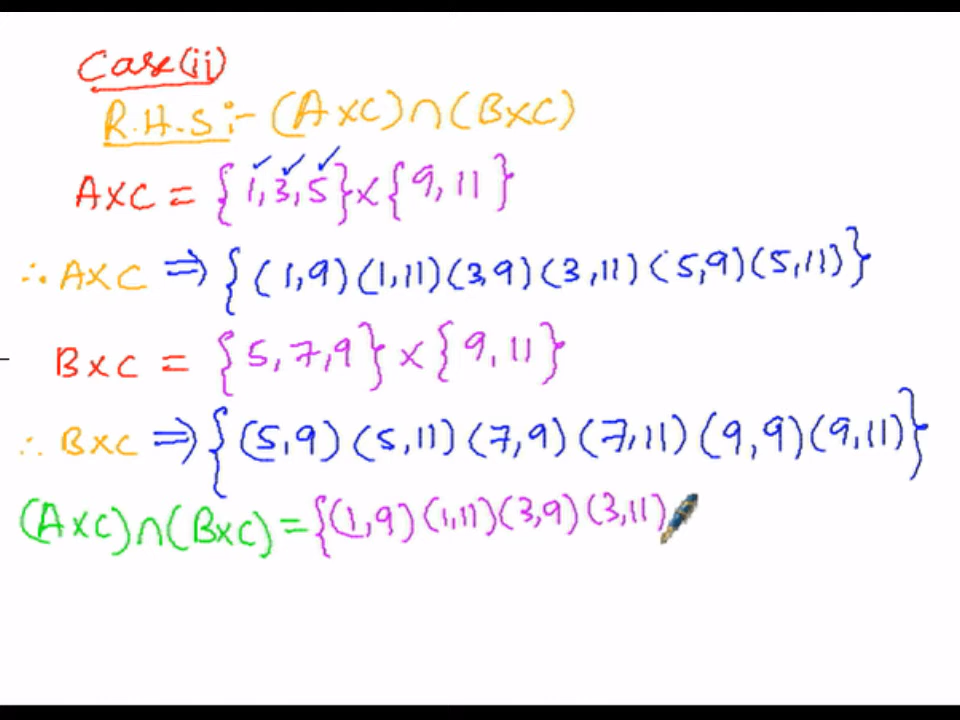 Case(ii)
R.H.S:- (A×C)∩(B×C)
A×C = {1,3,5}×{9,11}
∴ A×C ⇒ {(1,9)(1,11)(3,9)(3,11)(5,9)(5,11)}
B×C = {5,7,9}×{9,11}
∴ B×C ⇒ {(5,9)(5,11)(7,9)(7,11)(9,9)(9,11)}
(A×C)∩(B×C) = {(1,9)(1,11)(3,9)(3,11)